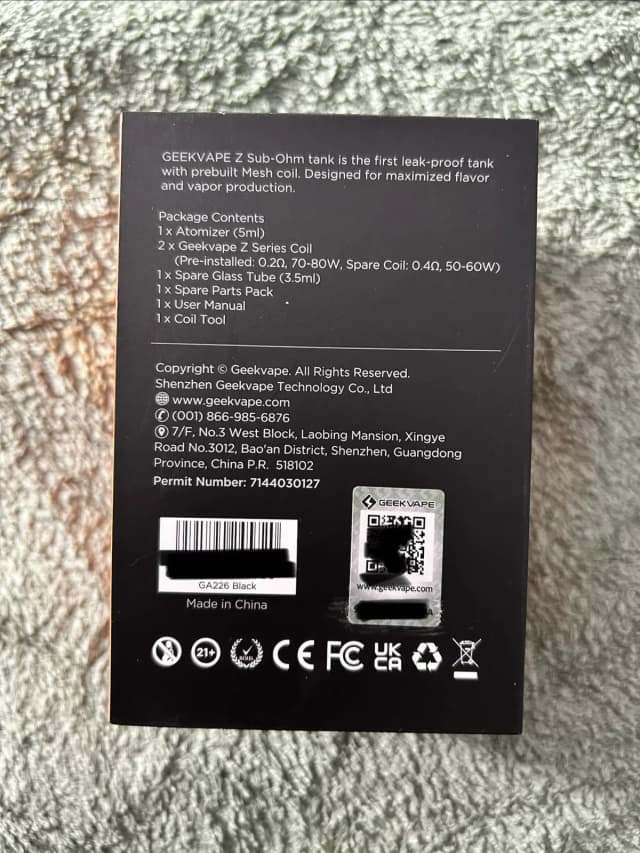 GEEKVAPE Z Sub-Ohm tank is the first leak-proof tank
with prebuilt Mesh coil. Designed for maximized flavor
and vapor production.
Package Contents
1 x Atomizer (5ml)
2 x Geekvape Z Series Coil
(Pre-installed: 0.2Ω, 70-80W, Spare Coil: 0.4Ω, 50-60W)
1 x Spare Glass Tube (3.5ml)
1 x Spare Parts Pack
1 x User Manual
1 x Coil Tool
Copyright © Geekvape. All Rights Reserved.
Shenzhen Geekvape Technology Co., Ltd
www.geekvape.com
(001) 866-985-6876
7/F, No.3 West Block, Laobing Mansion, Xingye
Road No.3012, Bao'an District, Shenzhen, Guangdong
Province, China P.R. 518102
Permit Number: 7144030127
GEEKVAPE
www.geekvape.com
GA226 Black
Made in China
21+
CE
FC
UK
CA